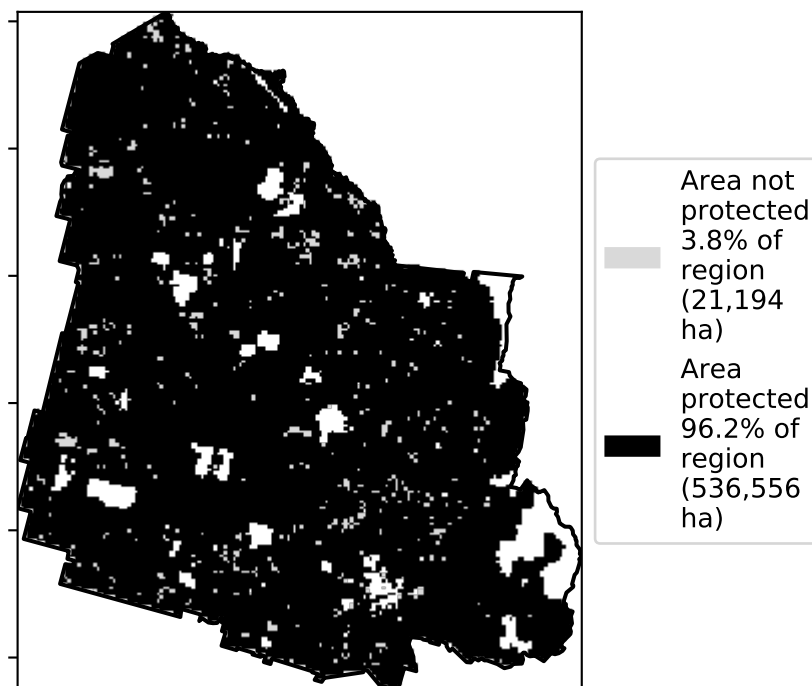 Area not
protected
3.8% of
region
(21,194
ha)
Area
protected
96.2% of
region
(536,556
ha)